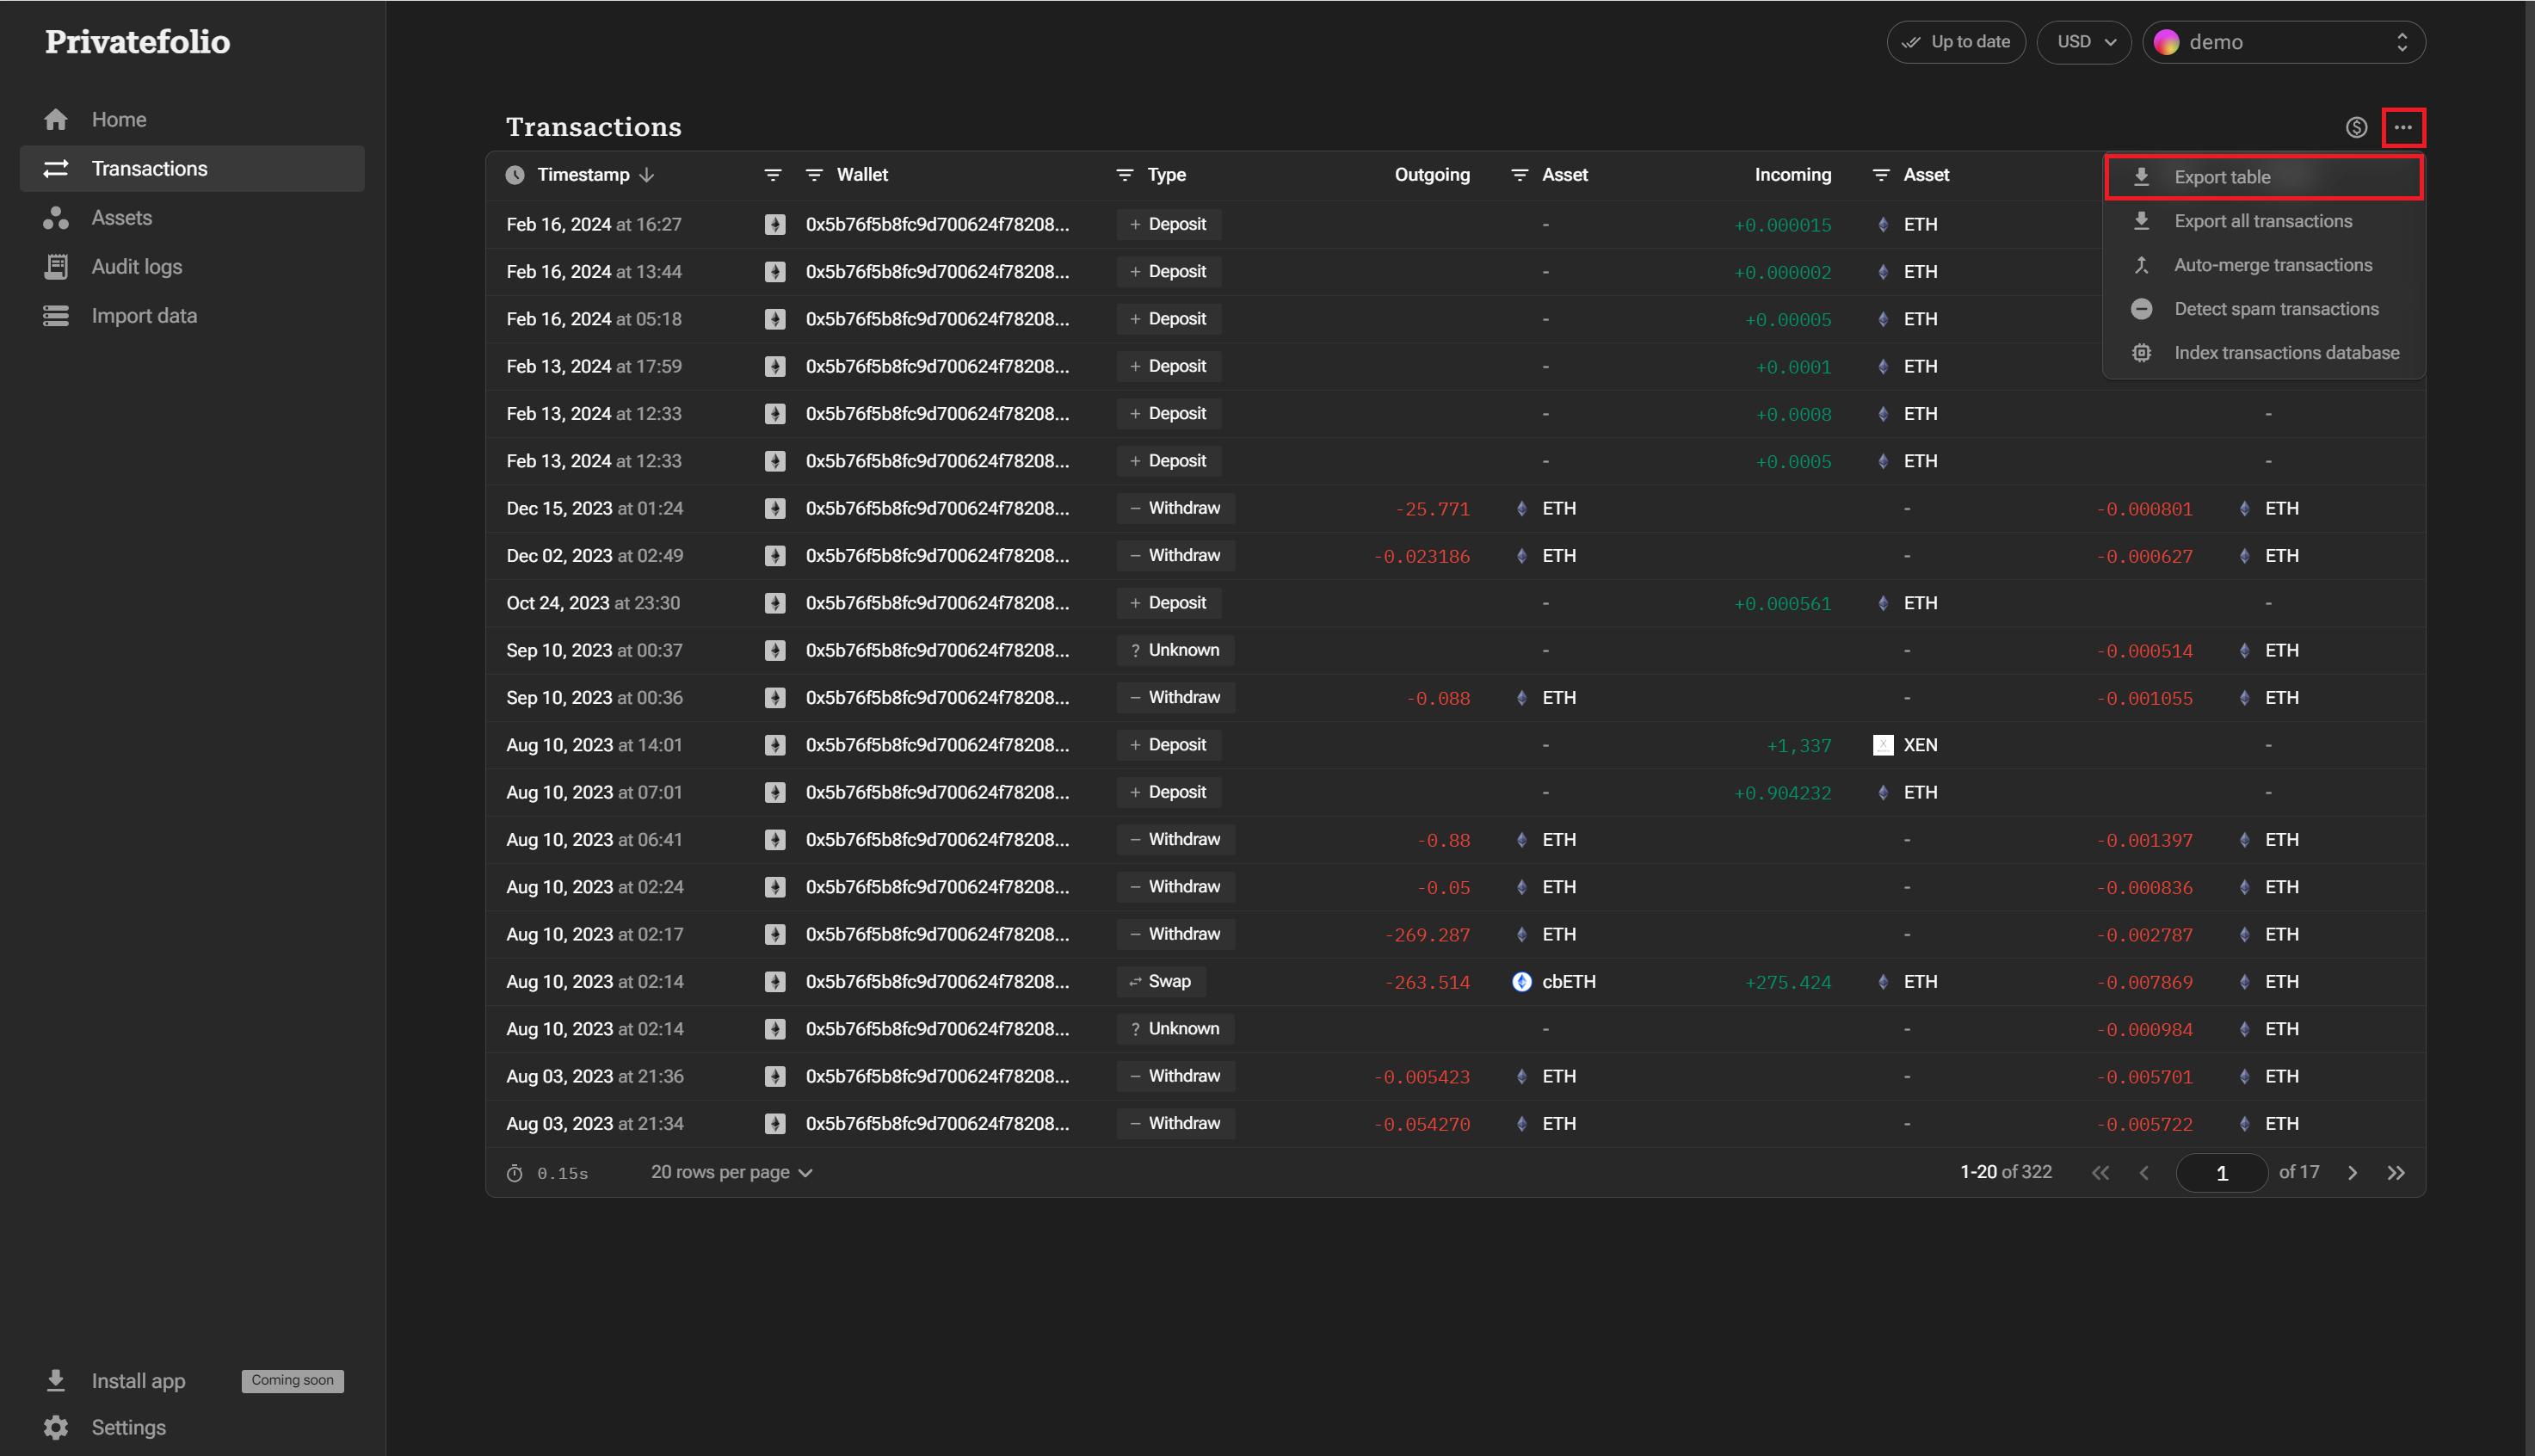 Privatefolio
Up to date
USD
demo
Home
Transactions
Assets
Audit logs
Import data
Transactions
Timestamp Wallet Type Outgoing Asset Incoming Asset
Export table
Export all transactions
Auto-merge transactions
Detect spam transactions
Index transactions database
Feb 16, 2024 at 16:27 0x5b76f5b8fc9d700624f78208... + Deposit - +0.000015 ETH
Feb 16, 2024 at 13:44 0x5b76f5b8fc9d700624f78208... + Deposit - +0.000002 ETH
Feb 16, 2024 at 05:18 0x5b76f5b8fc9d700624f78208... + Deposit - +0.00005 ETH
Feb 13, 2024 at 17:59 0x5b76f5b8fc9d700624f78208... + Deposit - +0.0001 ETH
Feb 13, 2024 at 12:33 0x5b76f5b8fc9d700624f78208... + Deposit - +0.0008 ETH -
Feb 13, 2024 at 12:33 0x5b76f5b8fc9d700624f78208... + Deposit - +0.0005 ETH -
Dec 15, 2023 at 01:24 0x5b76f5b8fc9d700624f78208... − Withdraw -25.771 ETH - -0.000801 ETH
Dec 02, 2023 at 02:49 0x5b76f5b8fc9d700624f78208... − Withdraw -0.023186 ETH - -0.000627 ETH
Oct 24, 2023 at 23:30 0x5b76f5b8fc9d700624f78208... + Deposit - +0.000561 ETH -
Sep 10, 2023 at 00:37 0x5b76f5b8fc9d700624f78208... ? Unknown - - -0.000514 ETH
Sep 10, 2023 at 00:36 0x5b76f5b8fc9d700624f78208... − Withdraw -0.088 ETH - -0.001055 ETH
Aug 10, 2023 at 14:01 0x5b76f5b8fc9d700624f78208... + Deposit - +1,337 XEN -
Aug 10, 2023 at 07:01 0x5b76f5b8fc9d700624f78208... + Deposit - +0.904232 ETH -
Aug 10, 2023 at 06:41 0x5b76f5b8fc9d700624f78208... − Withdraw -0.88 ETH - -0.001397 ETH
Aug 10, 2023 at 02:24 0x5b76f5b8fc9d700624f78208... − Withdraw -0.05 ETH - -0.000836 ETH
Aug 10, 2023 at 02:17 0x5b76f5b8fc9d700624f78208... − Withdraw -269.287 ETH - -0.002787 ETH
Aug 10, 2023 at 02:14 0x5b76f5b8fc9d700624f78208... Swap -263.514 cbETH +275.424 ETH -0.007869 ETH
Aug 10, 2023 at 02:14 0x5b76f5b8fc9d700624f78208... ? Unknown - - -0.000984 ETH
Aug 03, 2023 at 21:36 0x5b76f5b8fc9d700624f78208... − Withdraw -0.005423 ETH - -0.005701 ETH
Aug 03, 2023 at 21:34 0x5b76f5b8fc9d700624f78208... − Withdraw -0.054270 ETH - -0.005722 ETH
0.15s 20 rows per page 1-20 of 322 1 of 17
Install app Coming soon
Settings